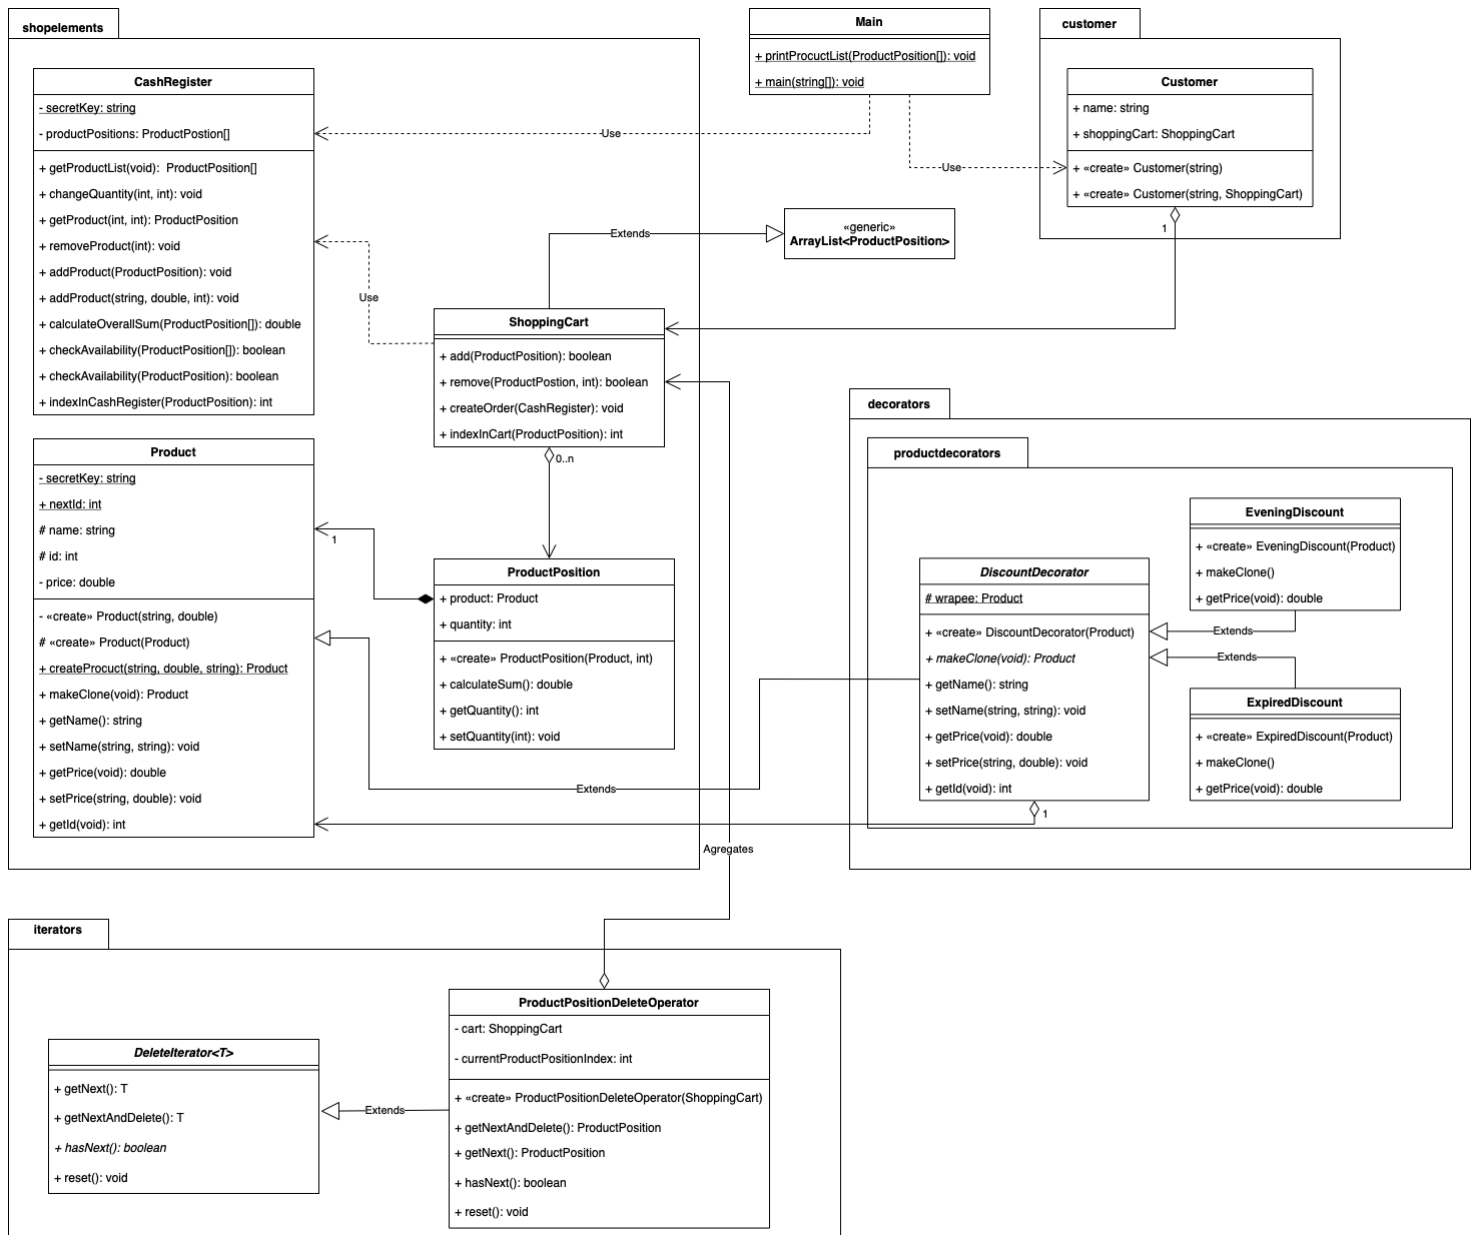 shopelements
CashRegister
- secretKey: string
- productPositions: ProductPostion[]
+ getProductList(void):  ProductPosition[]
+ changeQuantity(int, int): void
+ getProduct(int, int): ProductPosition
+ removeProduct(int): void
+ addProduct(ProductPosition): void
+ addProduct(string, double, int): void
+ calculateOverallSum(ProductPosition[]): double
+ checkAvailability(ProductPosition[]): boolean
+ checkAvailability(ProductPosition): boolean
+ indexInCashRegister(ProductPosition): int
Main
+ printProcuctList(ProductPosition[]): void
+ main(string[]): void
Use
Use
customer
Customer
+ name: string
+ shoppingCart: ShoppingCart
+ «create» Customer(string)
+ «create» Customer(string, ShoppingCart)
1
Extends
«generic»
ArrayList<ProductPosition>
Use
ShoppingCart
+ add(ProductPosition): boolean
+ remove(ProductPostion, int): boolean
+ createOrder(CashRegister): void
+ indexInCart(ProductPosition): int
0..n
Product
- secretKey: string
+ nextId: int
# name: string
# id: int
- price: double
- «create» Product(string, double)
# «create» Product(Product)
+ createProcuct(string, double, string): Product
+ makeClone(void): Product
+ getName(): string
+ setName(string, string): void
+ getPrice(void): double
+ setPrice(string, double): void
+ getId(void): int
1
ProductPosition
+ product: Product
+ quantity: int
+ «create» ProductPosition(Product, int)
+ calculateSum(): double
+ getQuantity(): int
+ setQuantity(int): void
Extends
Agregates
decorators
productdecorators
DiscountDecorator
# wrapee: Product
+ «create» DiscountDecorator(Product)
+ makeClone(void): Product
+ getName(): string
+ setName(string, string): void
+ getPrice(void): double
+ setPrice(string, double): void
+ getId(void): int
1
EveningDiscount
+ «create» EveningDiscount(Product)
+ makeClone()
+ getPrice(void): double
Extends
Extends
ExpiredDiscount
+ «create» ExpiredDiscount(Product)
+ makeClone()
+ getPrice(void): double
iterators
DeleteIterator<T>
+ getNext(): T
+ getNextAndDelete(): T
+ hasNext(): boolean
+ reset(): void
Extends
ProductPositionDeleteOperator
- cart: ShoppingCart
- currentProductPositionIndex: int
+ «create» ProductPositionDeleteOperator(ShoppingCart)
+ getNextAndDelete(): ProductPosition
+ getNext(): ProductPosition
+ hasNext(): boolean
+ reset(): void